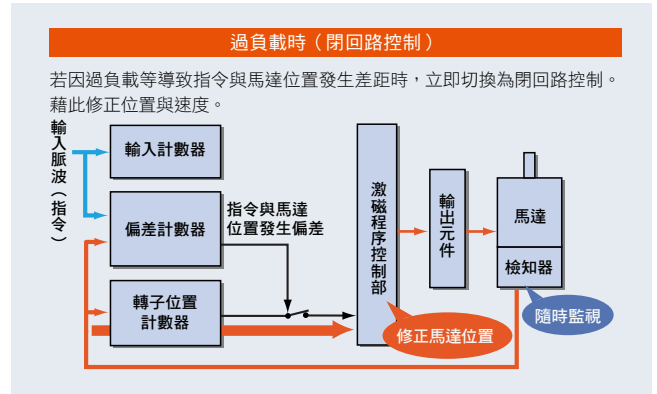 過負載時（閉回路控制）
若因過負載等導致指令與馬達位置發生差距時，立即切換為閉回路控制。
藉此修正位置與速度。
輸入脈波（指令）
輸入計數器
偏差計數器
指令與馬達
位置發生偏差
轉子位置
計數器
激磁程序控制部
輸出元件
馬達
檢知器
修正馬達位置
隨時監視